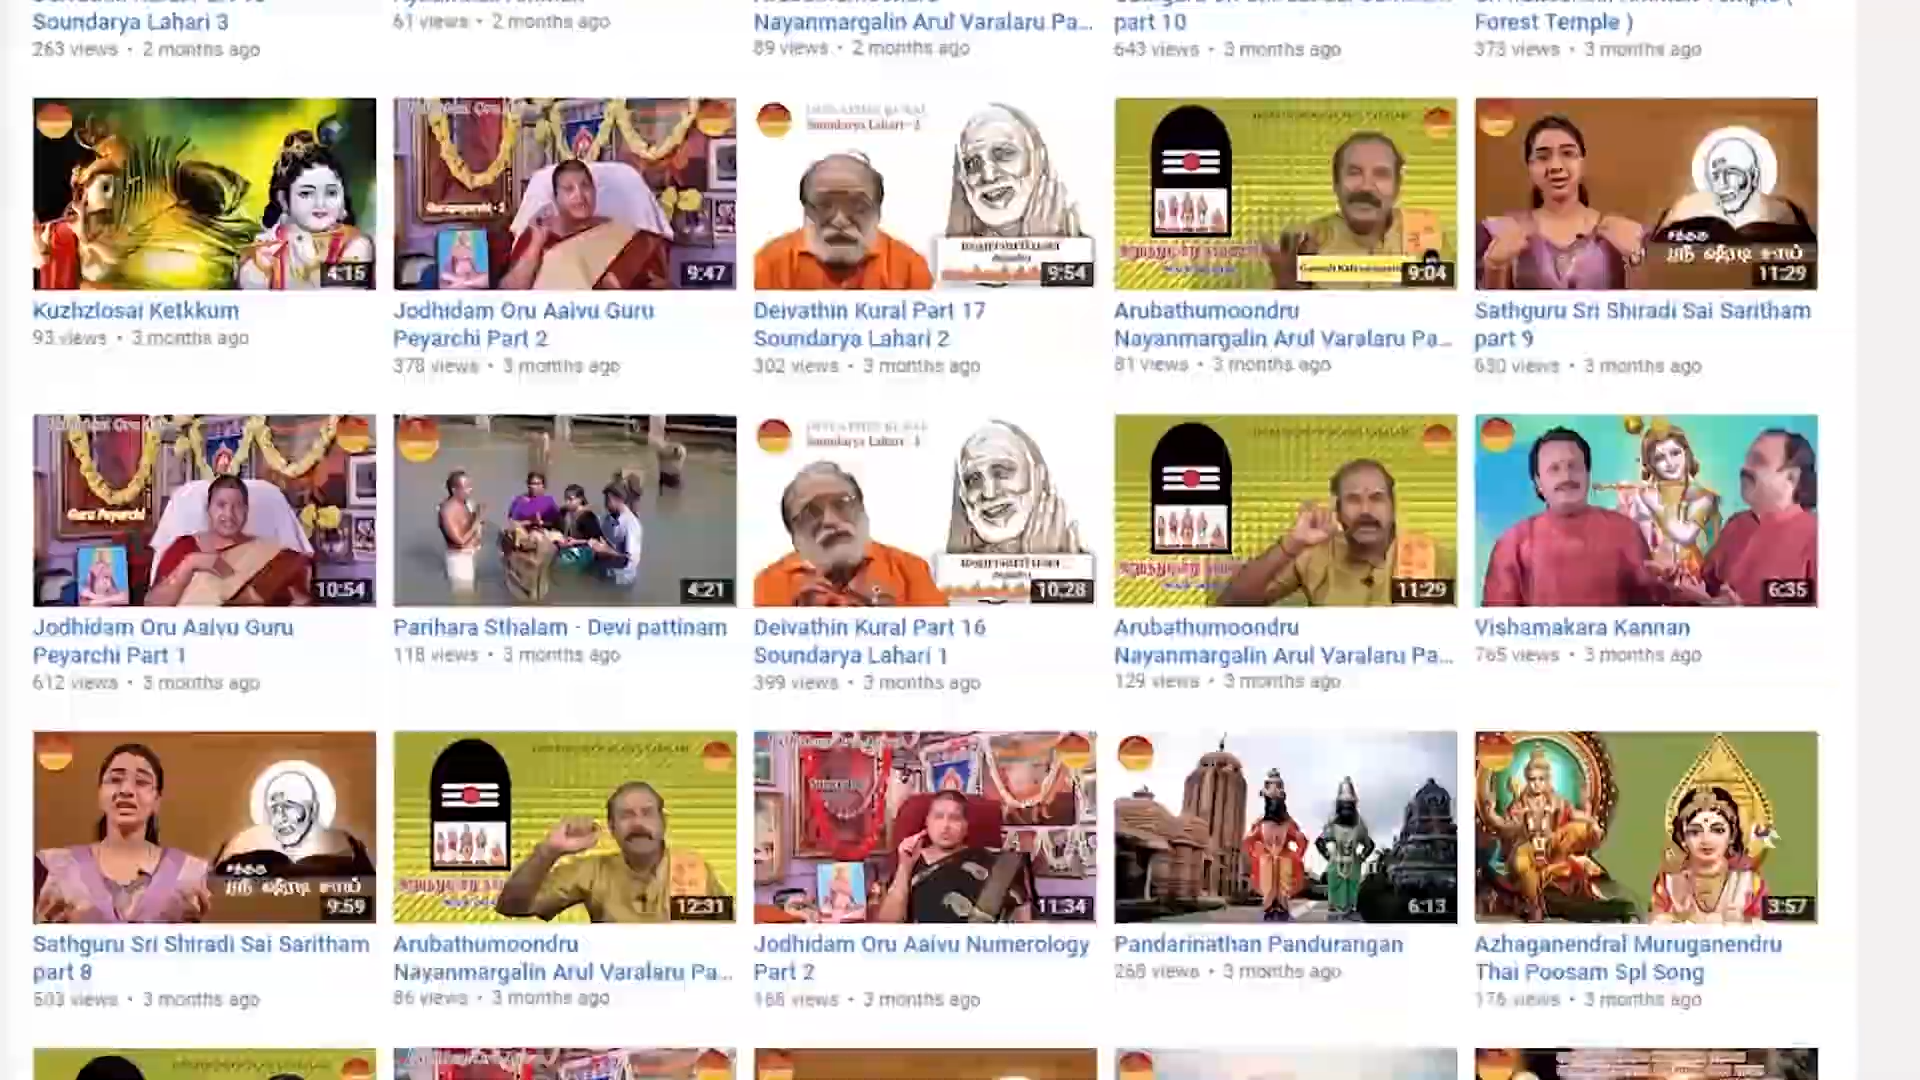 Soundarya Lahari 3
263 views • 2 months ago
61 views • 2 months ago
Nayanmargalin Arul Varalaru Pa...
89 views • 2 months ago
part 10
643 views • 3 months ago
Forest Temple )
373 views • 3 months ago
4:15
9:47
Soundarya Lahari - 2
9:54
9:04
11:29
Kuzhzlosai Ketkkum
93 views • 3 months ago
Jodhidam Oru Aaivu Guru
Peyarchi Part 2
378 views • 3 months ago
Deivathin Kural Part 17
Soundarya Lahari 2
302 views • 3 months ago
Arubathumoondru
Nayanmargalin Arul Varalaru Pa...
81 views • 3 months ago
Sathguru Sri Shiradi Sai Saritham
part 9
630 views • 3 months ago
Guru Peyarchi
10:54
4:21
Soundarya Lahari - 1
10:28
11:29
6:35
Jodhidam Oru Aaivu Guru
Peyarchi Part 1
612 views • 3 months ago
Parihara Sthalam - Devi pattinam
118 views • 3 months ago
Deivathin Kural Part 16
Soundarya Lahari 1
399 views • 3 months ago
Arubathumoondru
Nayanmargalin Arul Varalaru Pa...
129 views • 3 months ago
Vishamakara Kannan
765 views • 3 months ago
9:59
12:31
11:34
6:13
3:57
Sathguru Sri Shiradi Sai Saritham
part 8
503 views • 3 months ago
Arubathumoondru
Nayanmargalin Arul Varalaru Pa...
86 views • 3 months ago
Jodhidam Oru Aaivu Numerology
Part 2
168 views • 3 months ago
Pandarinathan Pandurangan
268 views • 3 months ago
Azhaganendral Muruganendru
Thai Poosam Spl Song
176 views • 3 months ago